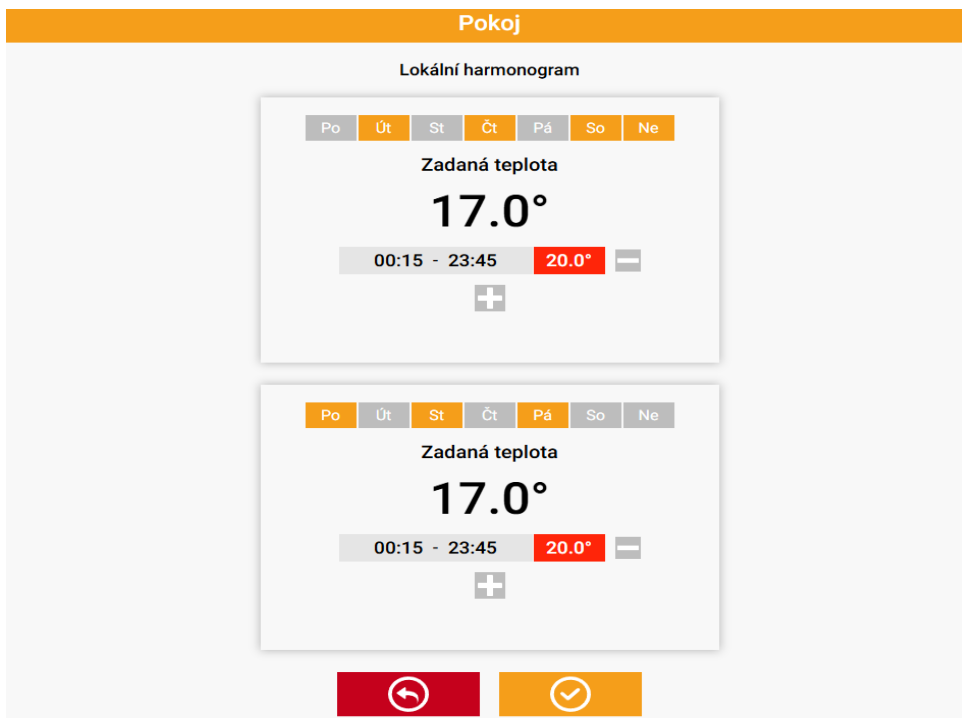 Pokoj
Lokální harmonogram
Po Út St Čt Pá So Ne
Zadaná teplota
17.0°
00:15 - 23:45 20.0°
Po Út St Čt Pá So Ne
Zadaná teplota
17.0°
00:15 - 23:45 20.0°